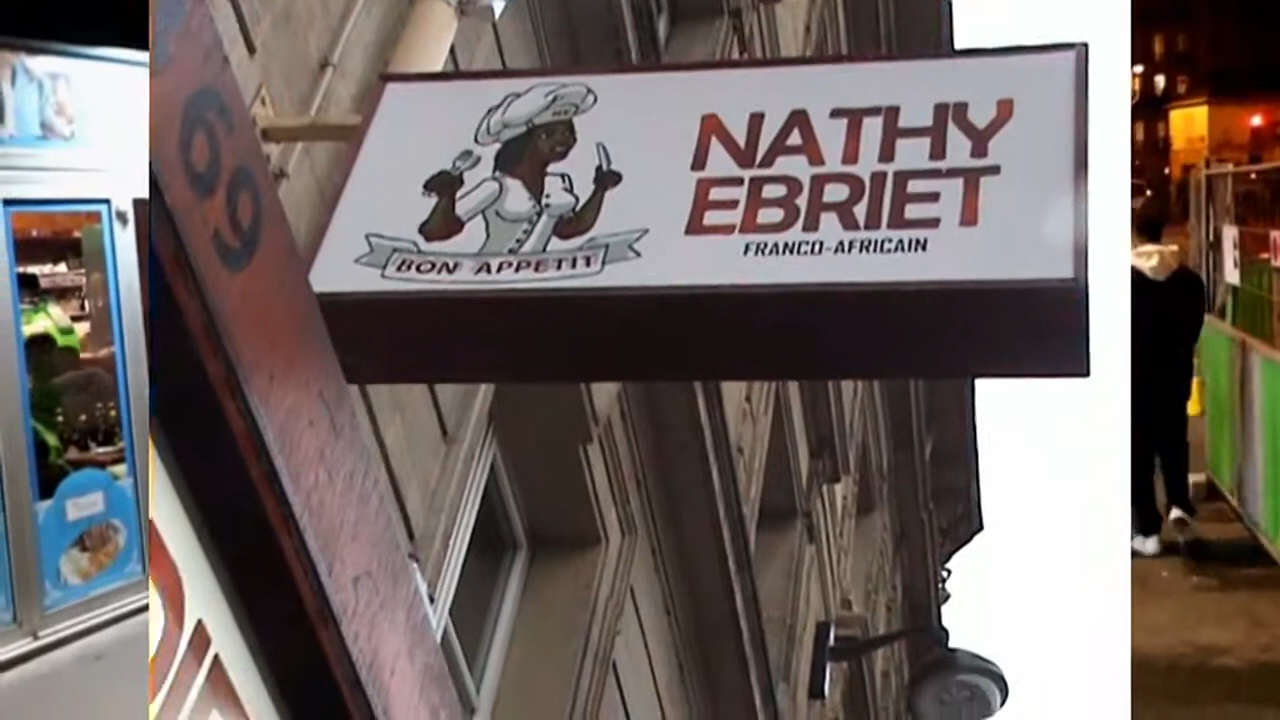 69
NATHY
EBRIET
FRANCO-AFRICAIN
BON APPETIT